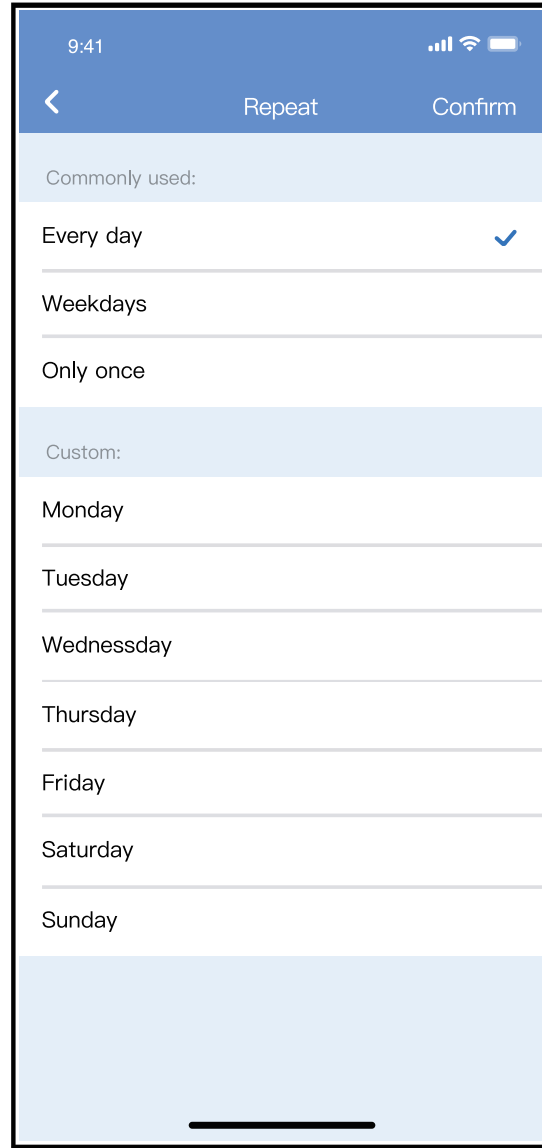 9:41
Repeat Confirm
Commonly used:
Every day
Weekdays
Only once
Custom:
Monday
Tuesday
Wednessday
Thursday
Friday
Saturday
Sunday